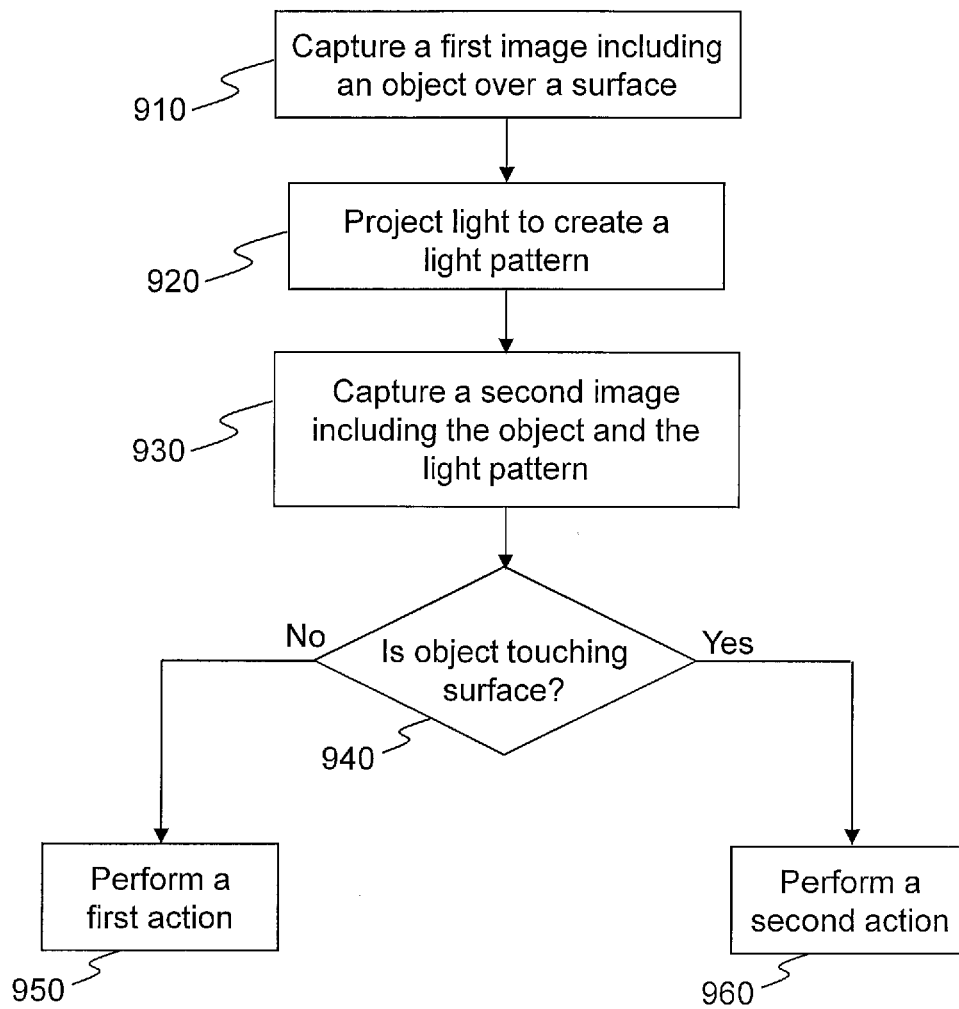 Capture a first image including
an object over a surface
910
Project light to create a
light pattern
920
Capture a second image
including the object and the
light pattern
930
No
Yes
Is object touching
surface?
940
Perform a
first action
950
Perform a
second action
960